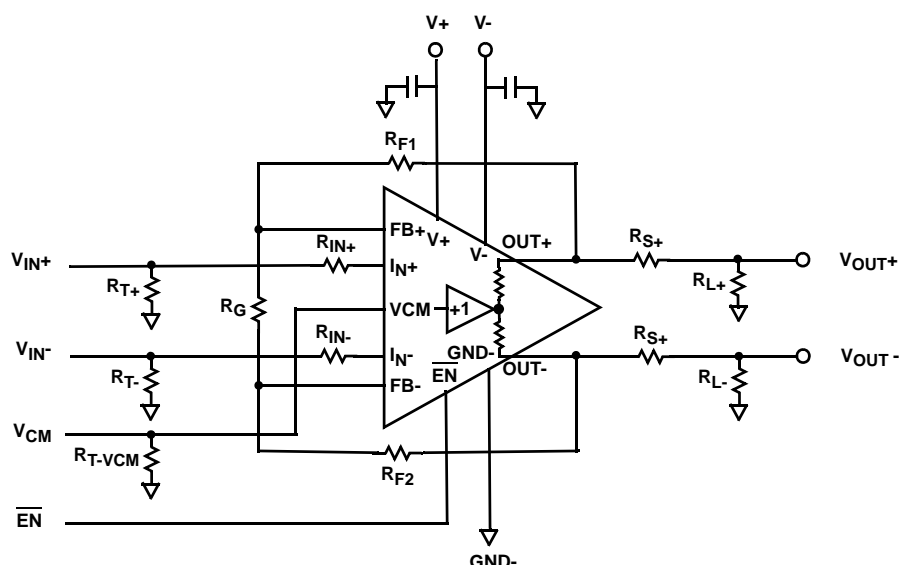 V+ V-
RF1
FB+
V+
RIN+
V-
OUT+
RS+
VIN+
IN+
VOUT+
RT+
RL+
RG
VCM
+1
VIN-
RIN-
IN-
GND-
RS+
VOUT -
EN
OUT-
RT-
FB-
RL-
VCM
RT-VCM
RF2
EN
GND-